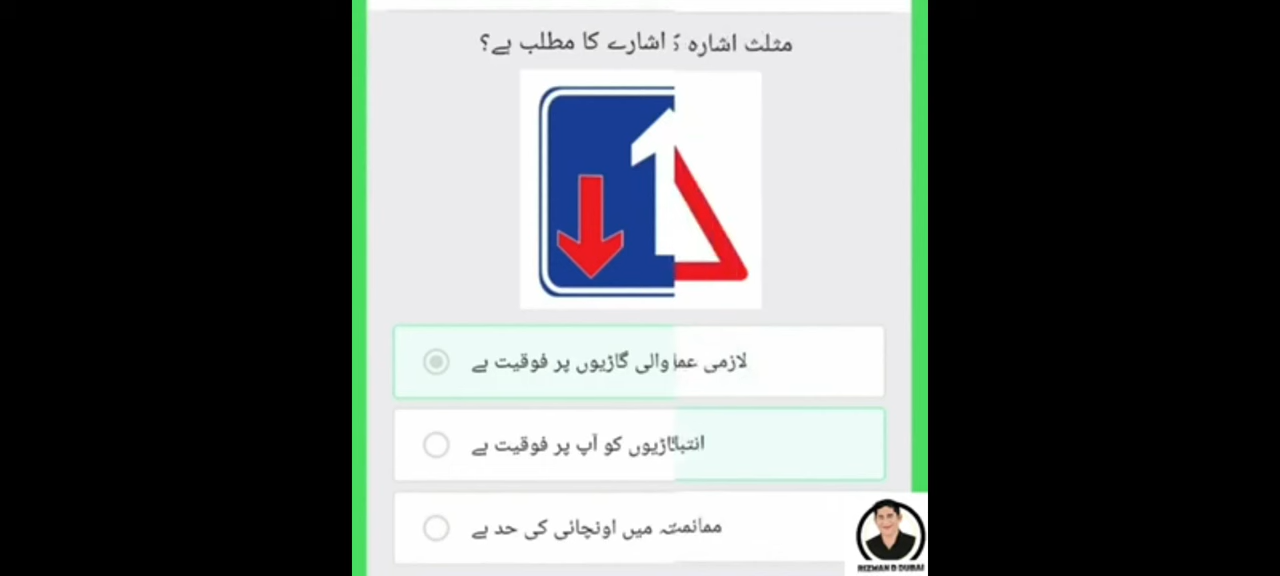 مثلث اشارہ اشارے کا مطلب ہے؟
لازمی والی گاڑیوں پر فوقیت ہے
کو آپ پر فوقیت ہے
میں اونچائی کی حد ہے
RIZWAN D DUBAI